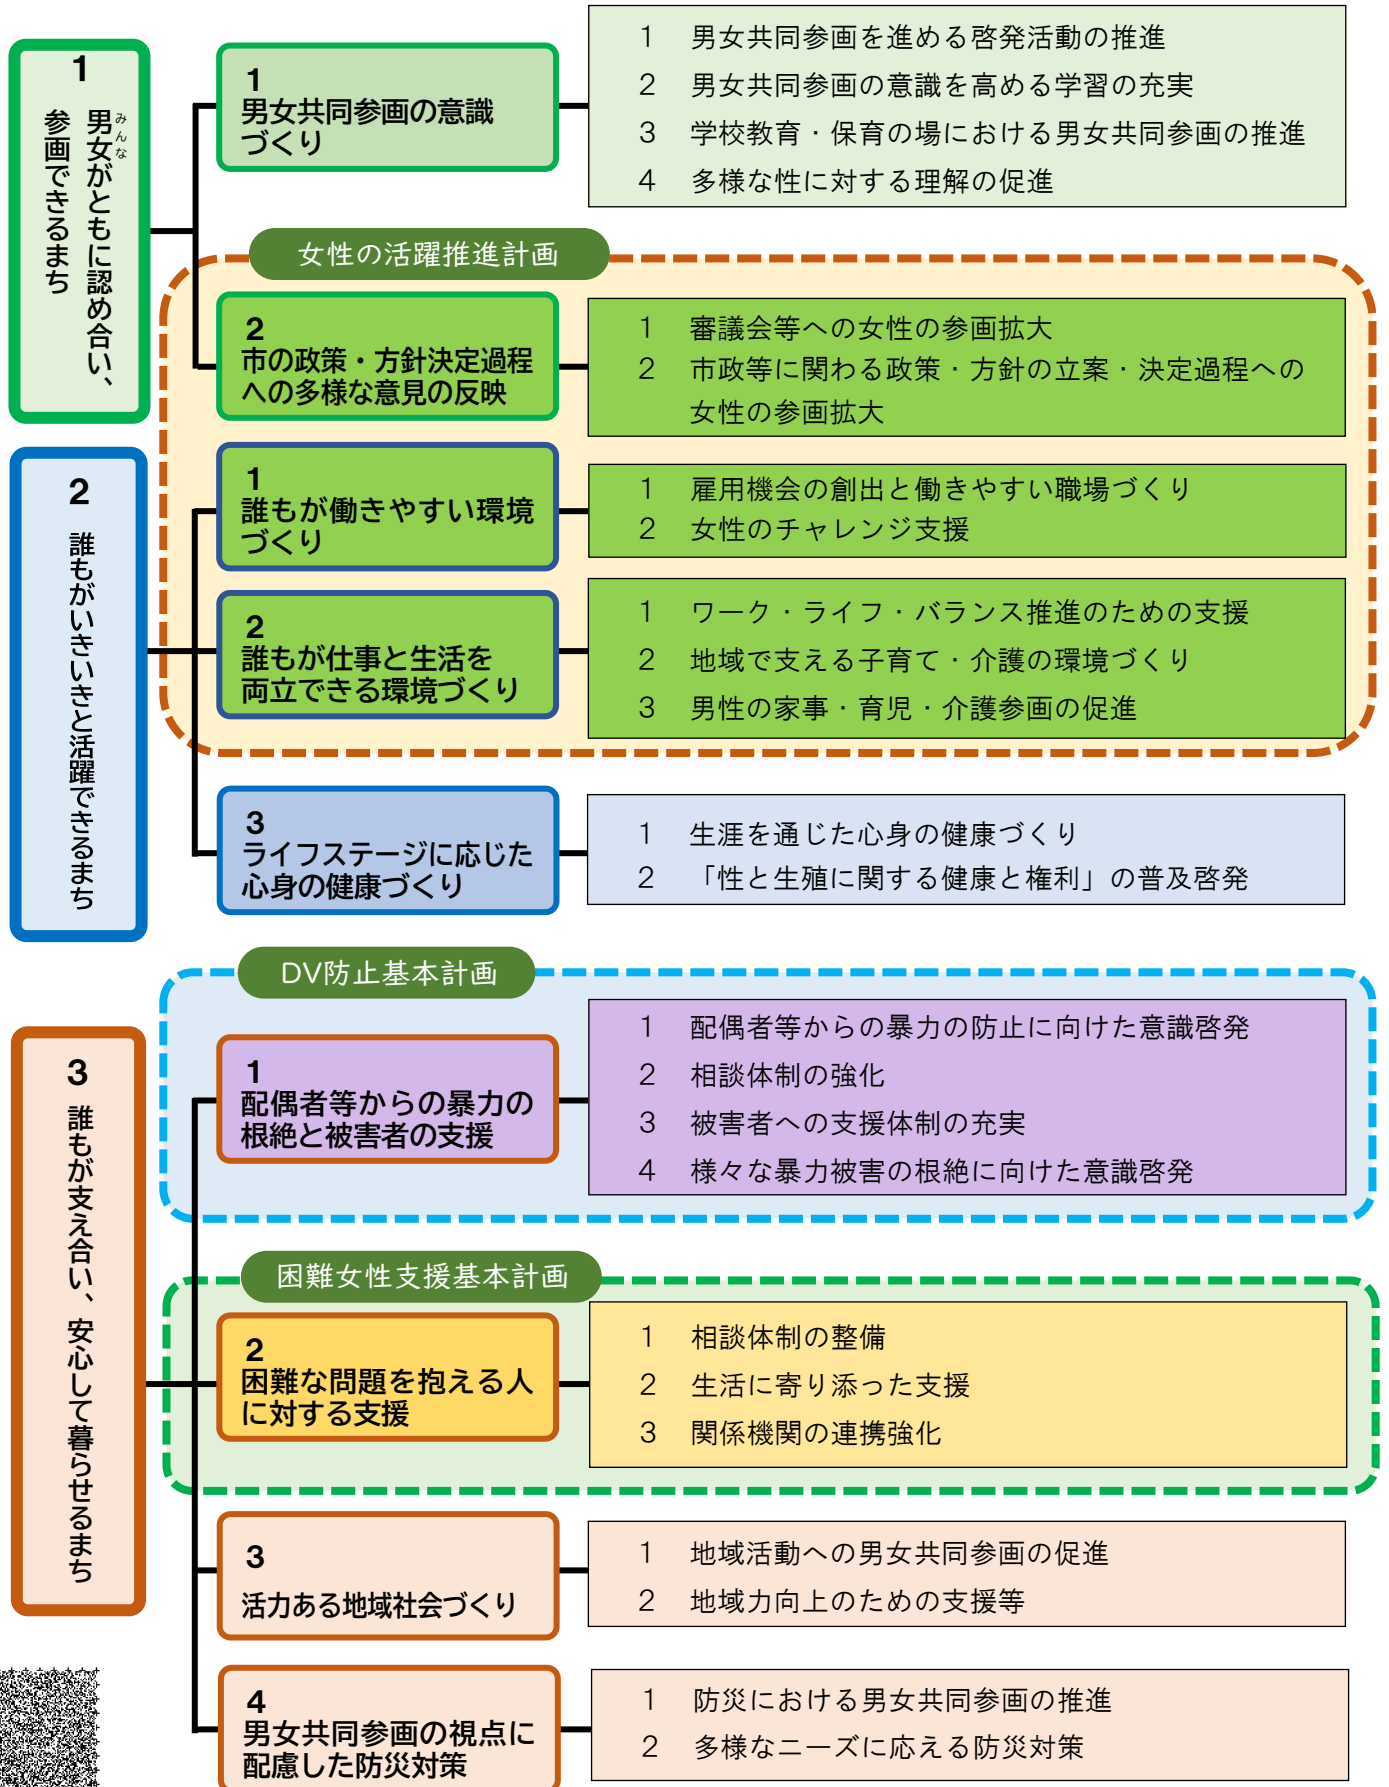 1
男女がともに認め合い、
みんな
参画できるまち
1
男女共同参画の意識
づくり
1 男女共同参画を進める啓発活動の推進
2 男女共同参画の意識を高める学習の充実
3 学校教育・保育の場における男女共同参画の推進
4 多様な性に対する理解の促進
女性の活躍推進計画
2
市の政策・方針決定過程
への多様な意見の反映
1 審議会等への女性の参画拡大
2 市政等に関わる政策・方針の立案・決定過程への
女性の参画拡大
2 誰もがいきいきと活躍できるまち
1
誰もが働きやすい環境
づくり
1 雇用機会の創出と働きやすい職場づくり
2 女性のチャレンジ支援
2
誰もが仕事と生活を
両立できる環境づくり
1 ワーク・ライフ・バランス推進のための支援
2 地域で支える子育て・介護の環境づくり
3 男性の家事・育児・介護参画の促進
3
ライフステージに応じた
心身の健康づくり
1 生涯を通じた心身の健康づくり
2 「性と生殖に関する健康と権利」の普及啓発
3 誰もが支え合い、安心して暮らせるまち
DV防止基本計画
1
配偶者等からの暴力の
根絶と被害者の支援
1 配偶者等からの暴力の防止に向けた意識啓発
2 相談体制の強化
3 被害者への支援体制の充実
4 様々な暴力被害の根絶に向けた意識啓発
困難女性支援基本計画
2
困難な問題を抱える人
に対する支援
1 相談体制の整備
2 生活に寄り添った支援
3 関係機関の連携強化
3
活力ある地域社会づくり
1 地域活動への男女共同参画の促進
2 地域力向上のための支援等
4
男女共同参画の視点に
配慮した防災対策
1 防災における男女共同参画の推進
2 多様なニーズに応える防災対策